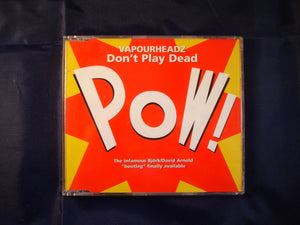 VAPOURHEADZ
Don't Play Dead
POW!
The infamous Björk/David Arnold
"bootleg" finally available